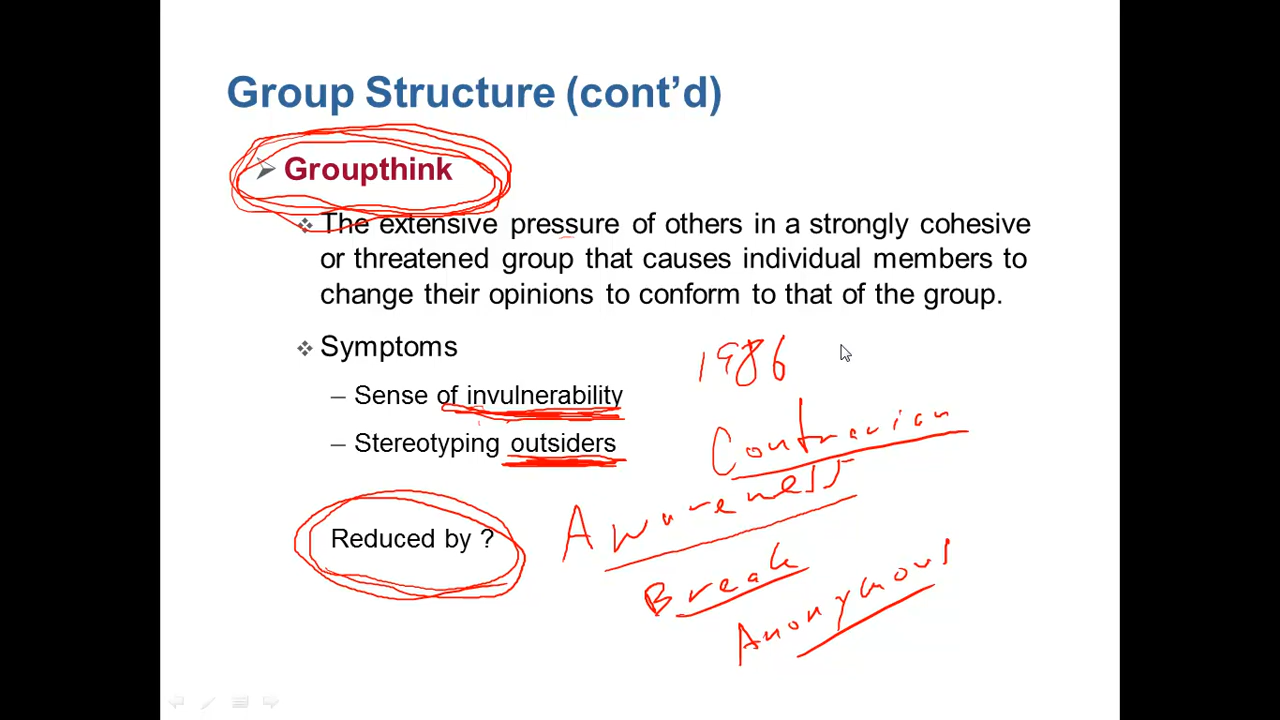 Group Structure (cont’d)
Groupthink
The extensive pressure of others in a strongly cohesive
or threatened group that causes individual members to
change their opinions to conform to that of the group.
Symptoms
1986
– Sense of invulnerability
Contrarian
– Stereotyping outsiders
Awareness
Reduced by ?
Break
Anonymous